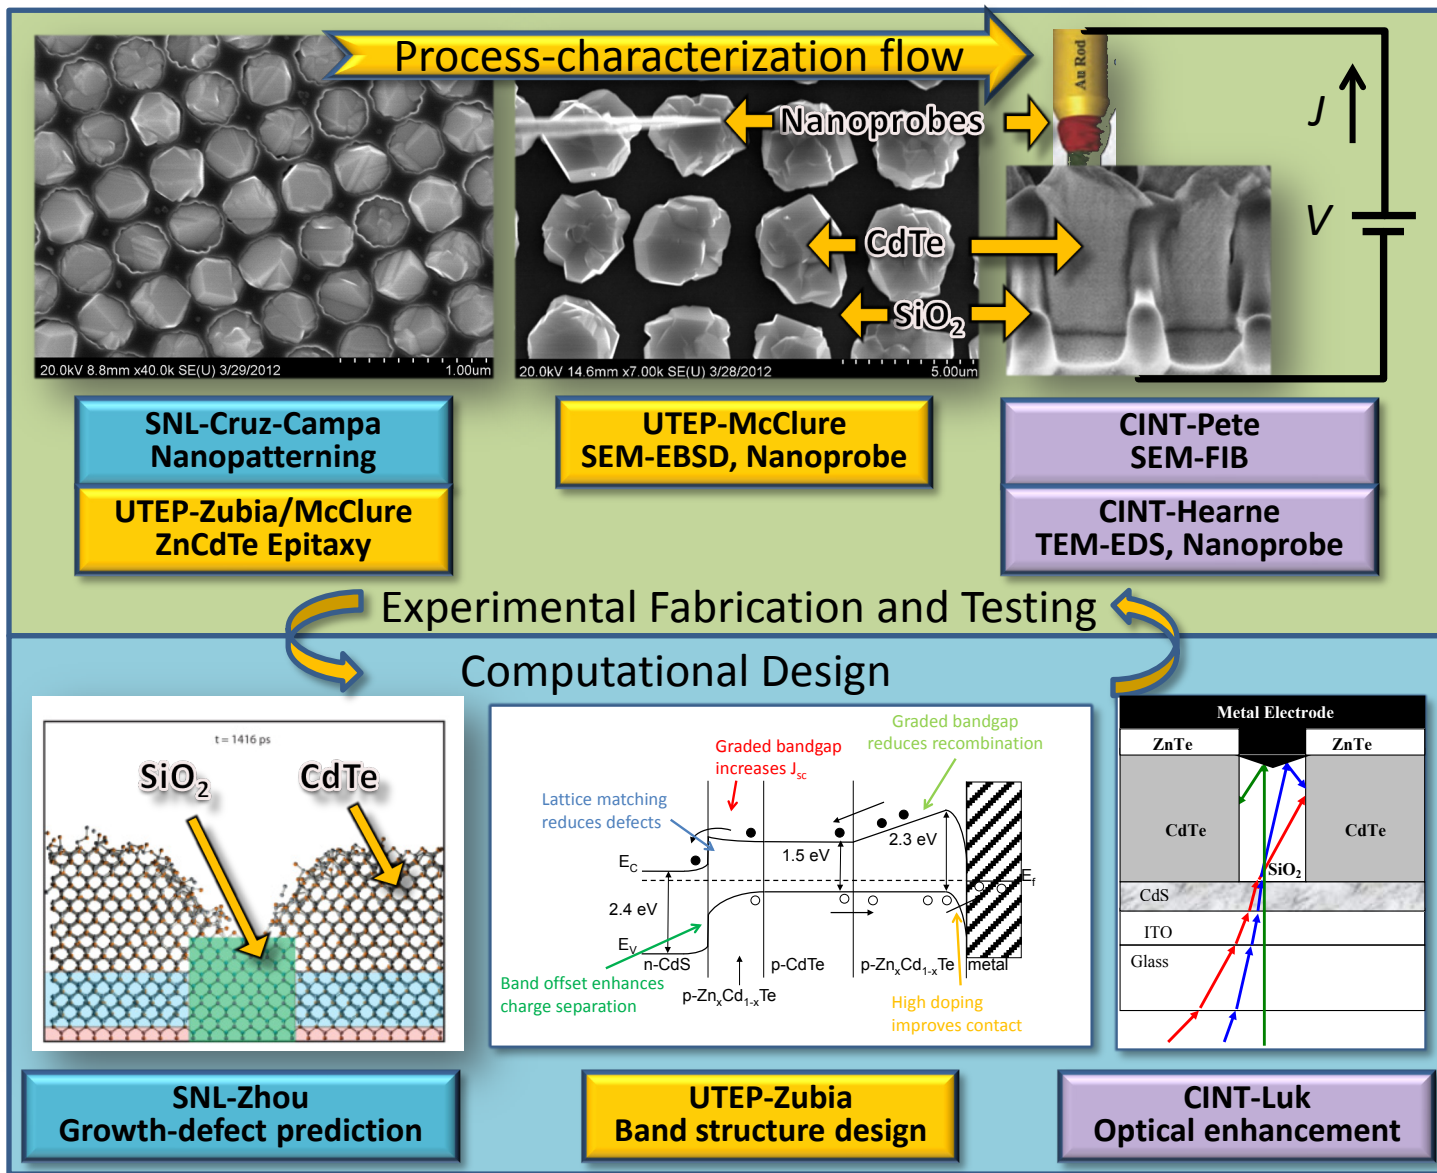 Process-characterization flow
Au Rod
J
V
Nanoprobes
CdTe
SiO₂
20.0kV 8.8mm x40.0k SE(U) 3/29/2012 1.00um
20.0kV 14.6mm x7.00k SE(U) 3/28/2012 5.00um
SNL-Cruz-Campa
Nanopatterning
UTEP-Zubia/McClure
ZnCdTe Epitaxy
UTEP-McClure
SEM-EBSD, Nanoprobe
CINT-Pete
SEM-FIB
CINT-Hearne
TEM-EDS, Nanoprobe
Experimental Fabrication and Testing
Computational Design
t = 1416 ps
SiO₂
CdTe
Graded bandgap
increases Jsc
Graded bandgap
reduces recombination
Lattice matching
reduces defects
E_C
2.4 eV
E_V
1.5 eV
2.3 eV
E_f
n-CdS
p-ZnₓCd₁₋ₓTe
p-CdTe
p-ZnₓCd₁₋ₓTe
metal
Band offset enhances
charge separation
High doping
improves contact
Metal Electrode
ZnTe
ZnTe
CdTe
CdTe
SiO₂
CdS
ITO
Glass
SNL-Zhou
Growth-defect prediction
UTEP-Zubia
Band structure design
CINT-Luk
Optical enhancement